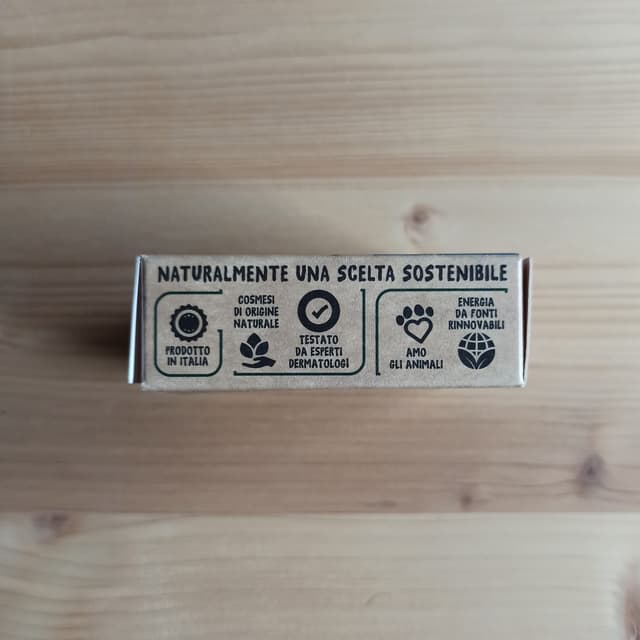 NATURALMENTE UNA SCELTA SOSTENIBILE
PRODOTTO
IN ITALIA
COSMESI
DI ORIGINE
NATURALE
TESTATO
DA ESPERTI
DERMATOLOGI
AMO
GLI ANIMALI
ENERGIA
DA FONTI
RINNOVABILI